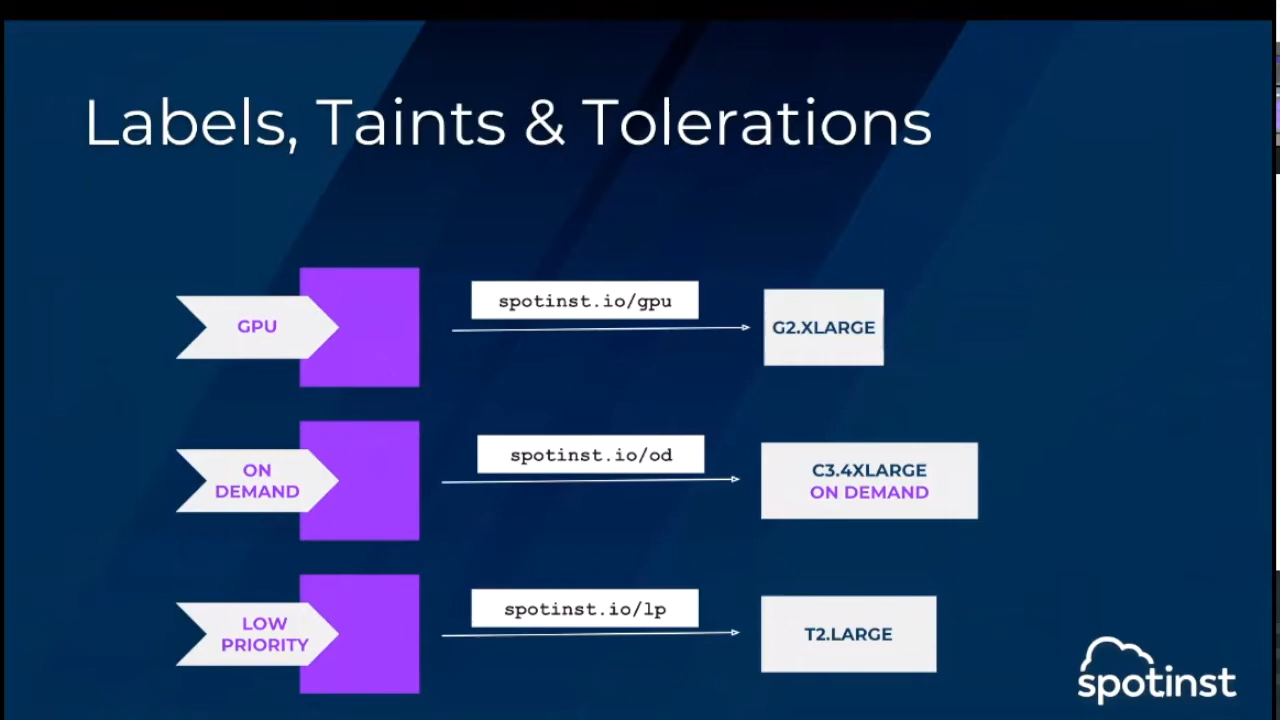 Labels, Taints & Tolerations
GPU
spotinst.io/gpu
G2.XLARGE
ON
DEMAND
spotinst.io/od
C3.4XLARGE
ON DEMAND
LOW
PRIORITY
spotinst.io/lp
T2.LARGE
spotinst